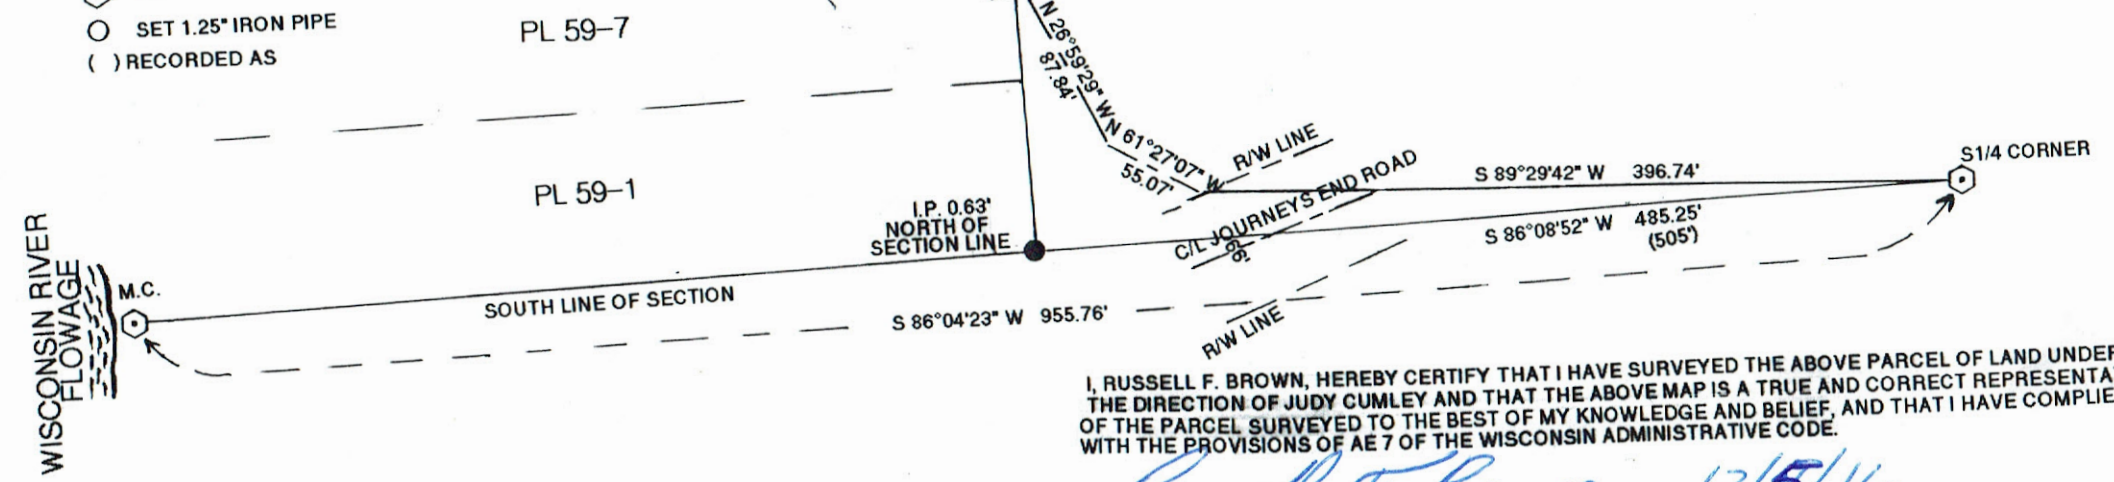 SET 1.25" IRON PIPE
( ) RECORDED AS
PL 59-7
N 26°59'29" W
87.84'
N 61°27'07" W
55.07'
R/W LINE
C/L JOURNEYS END ROAD
66'
S 89°29'42" W 396.74'
S1/4 CORNER
S 86°08'52" W 485.25'
(505')
PL 59-1
I.P. 0.63'
NORTH OF
SECTION LINE
WISCONSIN RIVER
FLOWAGE
M.C.
SOUTH LINE OF SECTION
S 86°04'23" W 955.76'
R/W LINE
I, RUSSELL F. BROWN, HEREBY CERTIFY THAT I HAVE SURVEYED THE ABOVE PARCEL OF LAND UNDER
THE DIRECTION OF JUDY CUMLEY AND THAT THE ABOVE MAP IS A TRUE AND CORRECT REPRESENTA
OF THE PARCEL SURVEYED TO THE BEST OF MY KNOWLEDGE AND BELIEF, AND THAT I HAVE COMPLIE
WITH THE PROVISIONS OF AE 7 OF THE WISCONSIN ADMINISTRATIVE CODE.